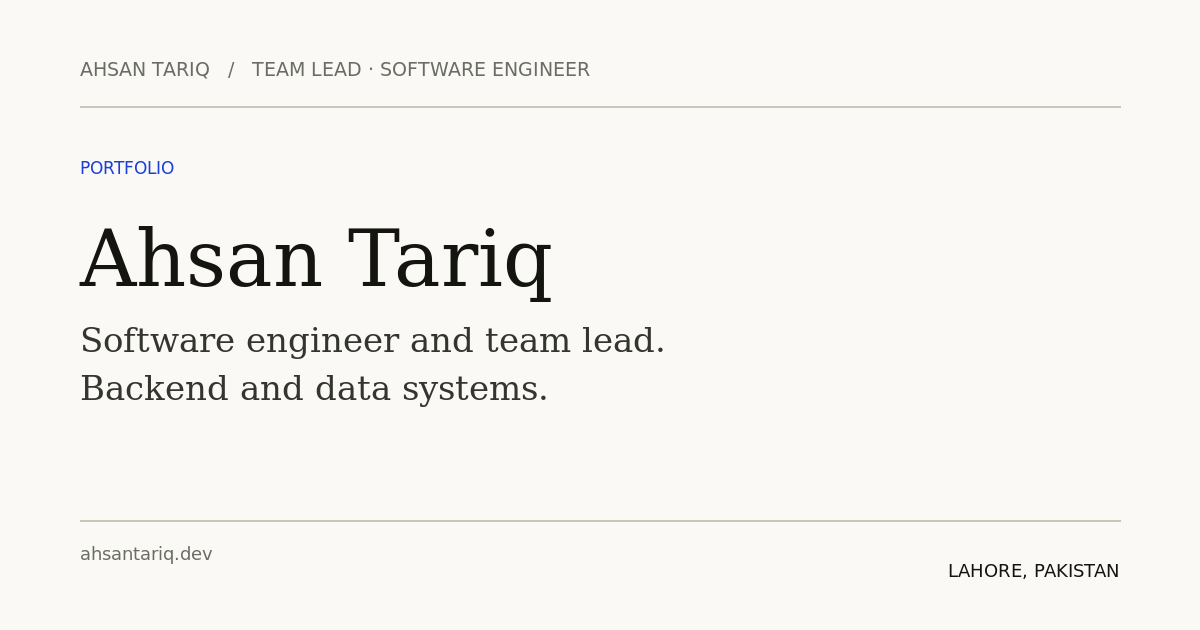 AHSAN TARIQ / TEAM LEAD · SOFTWARE ENGINEER
PORTFOLIO
Ahsan Tariq
Software engineer and team lead.
Backend and data systems.
ahsantariq.dev
LAHORE, PAKISTAN